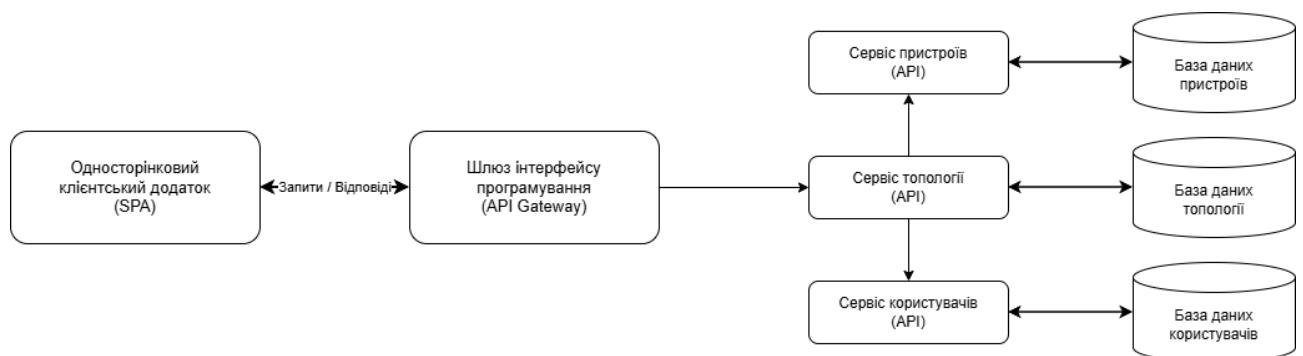 Односторінковий
клієнтський додаток
(SPA)
Запити / Відповіді
Шлюз інтерфейсу
програмування
(API Gateway)
Сервіс пристроїв
(API)
База даних
пристроїв
Сервіс топології
(API)
База даних
топології
Сервіс користувачів
(API)
База даних
користувачів